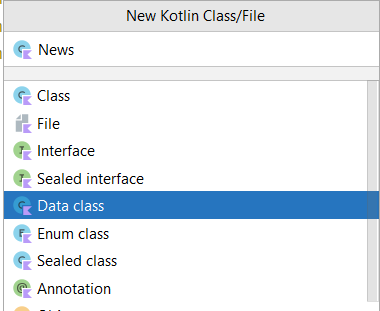 New Kotlin Class/File
News
Class
File
Interface
Sealed interface
Data class
Enum class
Sealed class
Annotation